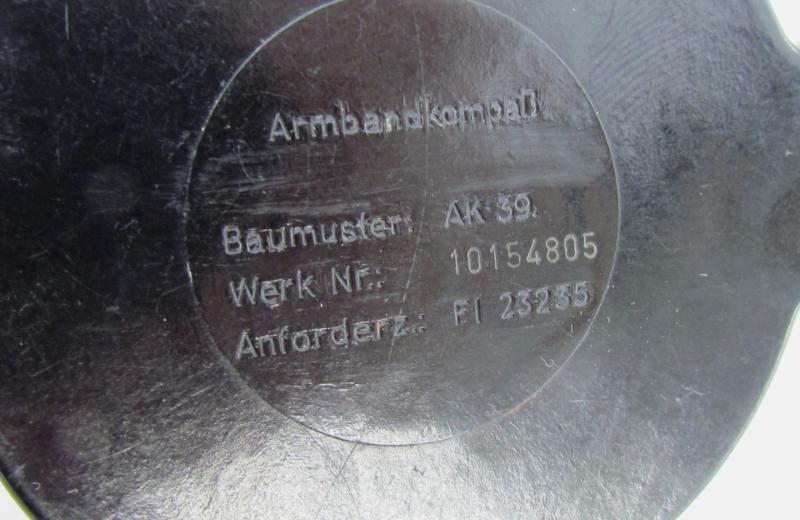 Armbandkompaß
Baumuster: AK 39.
Werk Nr.: 10154805
Anforderz.: Fl 23235